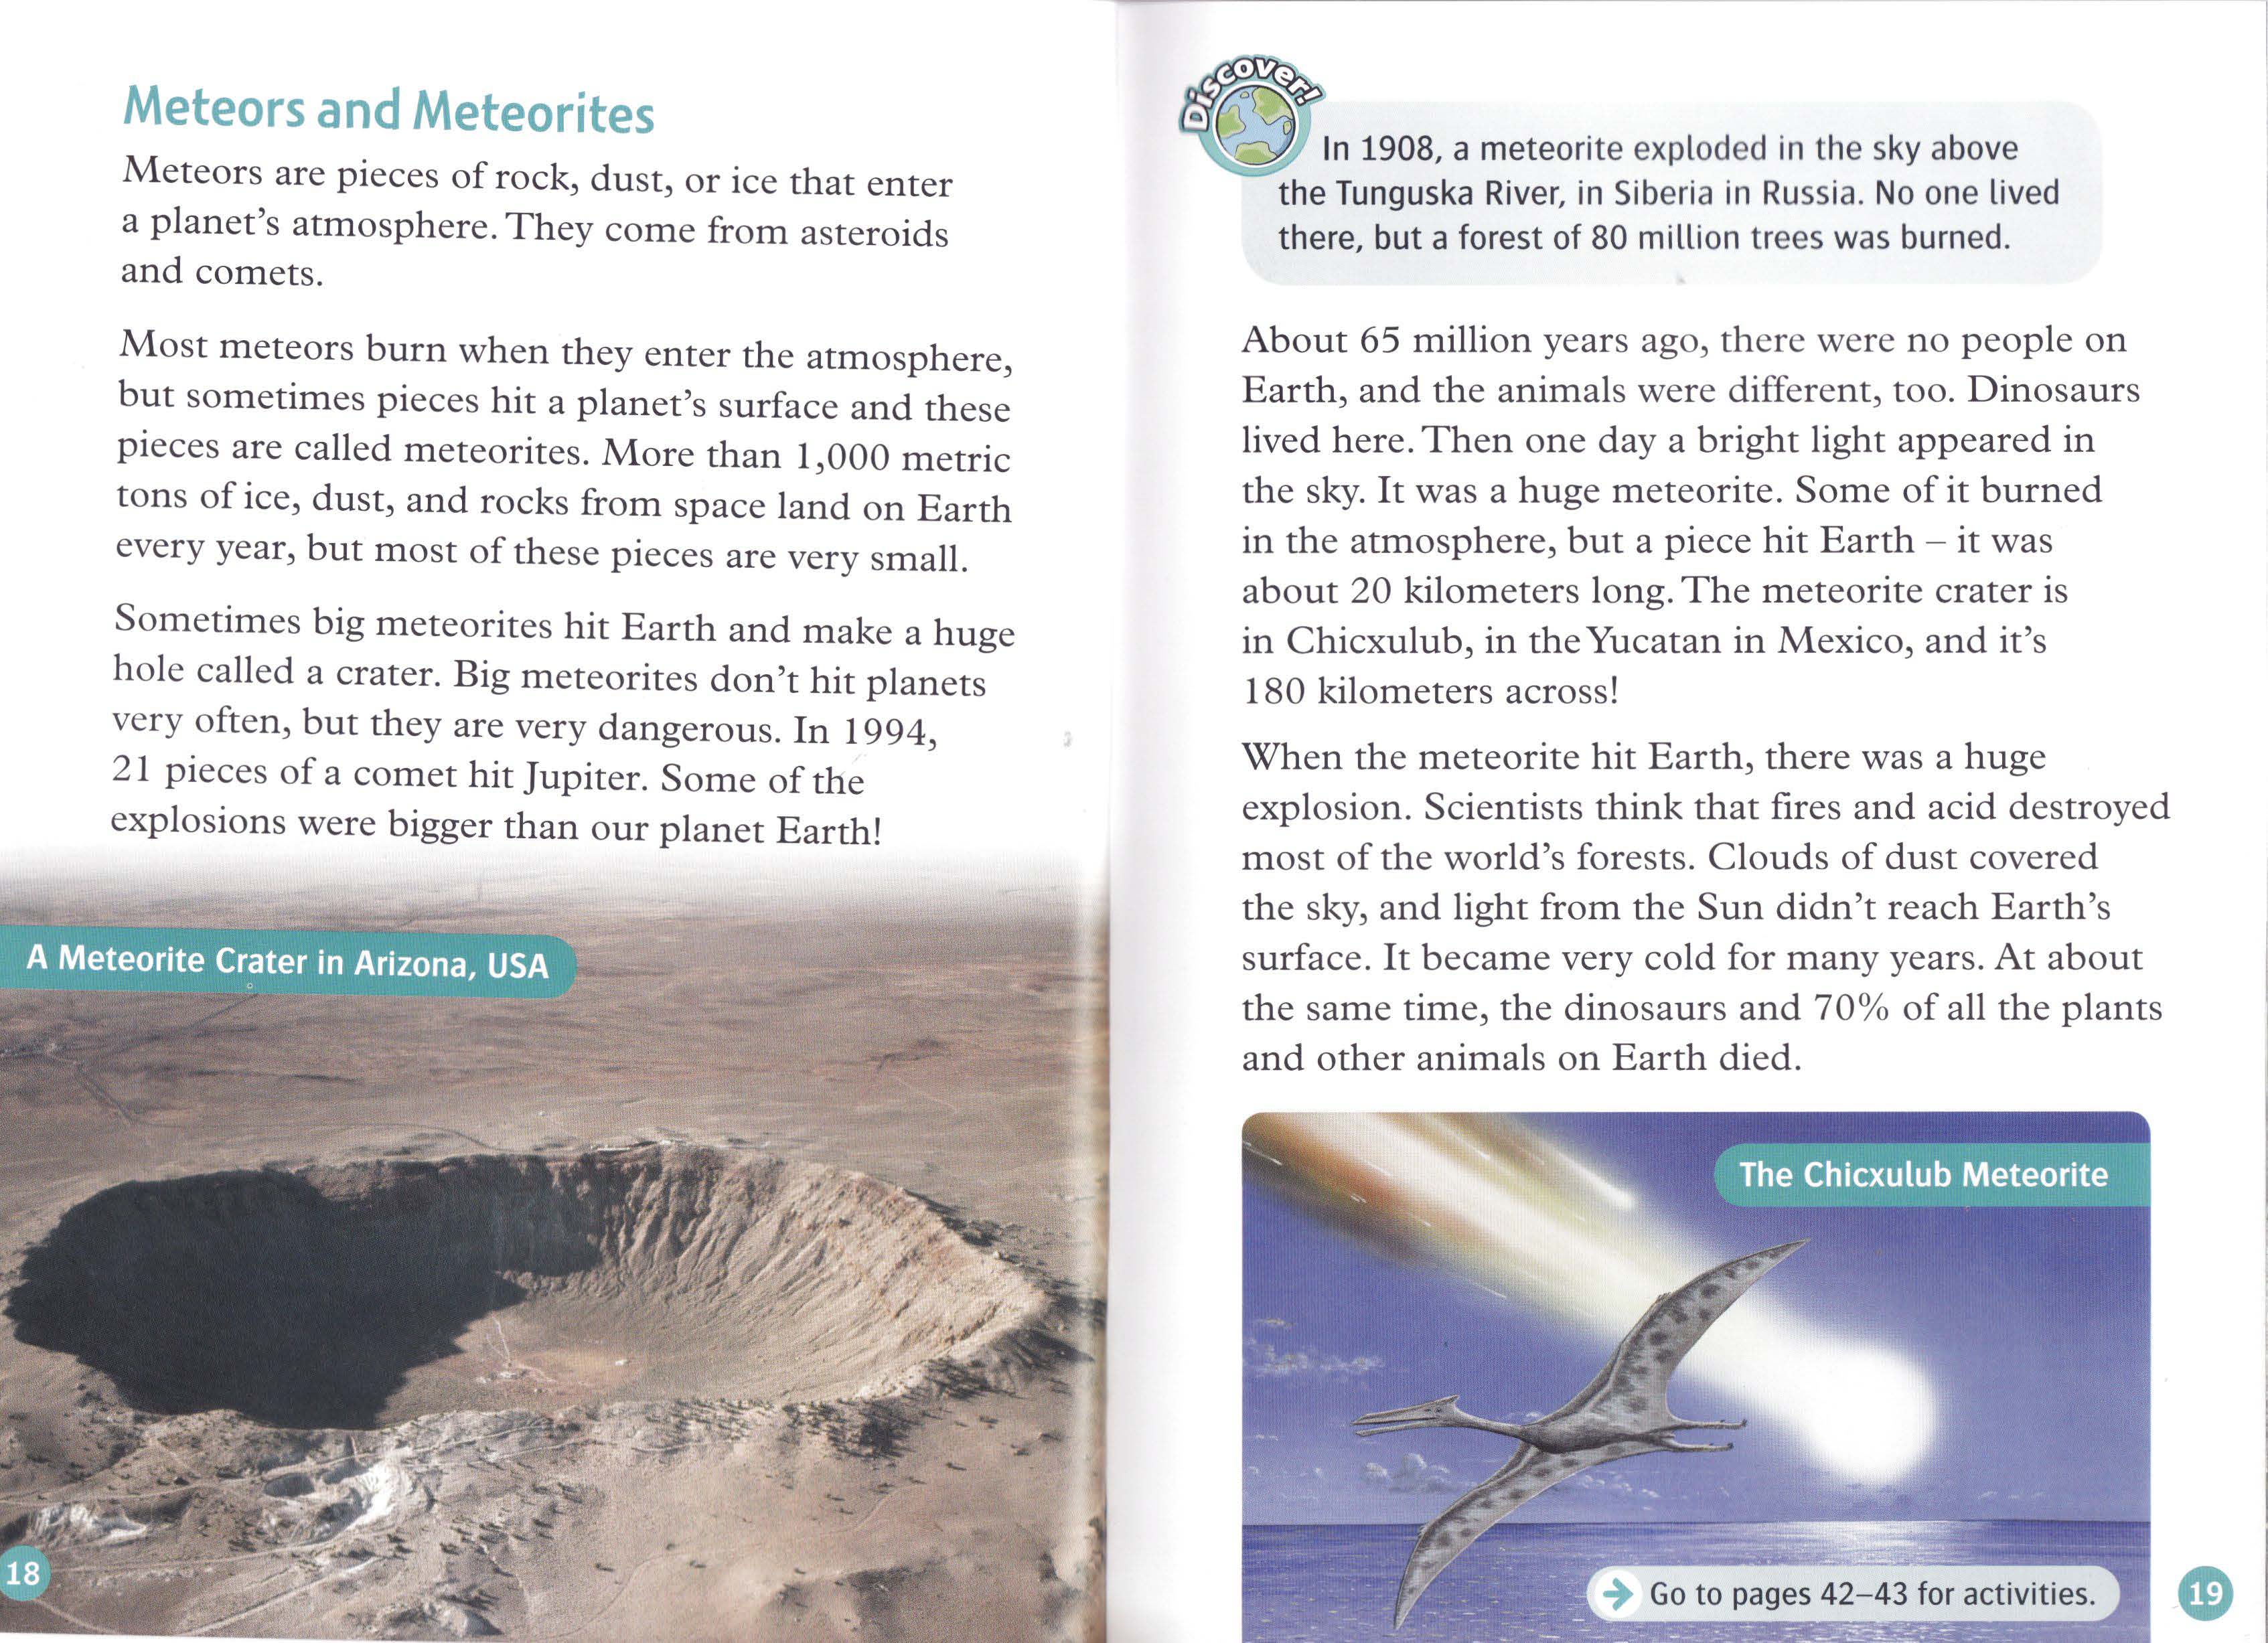 Meteors and Meteorites
Meteors are pieces of rock, dust, or ice that enter
a planet's atmosphere. They come from asteroids
and comets.
Most meteors burn when they enter the atmosphere,
but sometimes pieces hit a planet's surface and these
pieces are called meteorites. More than 1,000 metric
tons of ice, dust, and rocks from space land on Earth
every year, but most of these pieces are very small.
Sometimes big meteorites hit Earth and make a huge
hole called a crater. Big meteorites don't hit planets
very often, but they are very dangerous. In 1994,
21 pieces of a comet hit Jupiter. Some of the
explosions were bigger than our planet Earth!
A Meteorite Crater in Arizona, USA
18
Discover!
In 1908, a meteorite exploded in the sky above
the Tunguska River, in Siberia in Russia. No one lived
there, but a forest of 80 million trees was burned.
About 65 million years ago, there were no people on
Earth, and the animals were different, too. Dinosaurs
lived here. Then one day a bright light appeared in
the sky. It was a huge meteorite. Some of it burned
in the atmosphere, but a piece hit Earth – it was
about 20 kilometers long. The meteorite crater is
in Chicxulub, in the Yucatan in Mexico, and it's
180 kilometers across!
When the meteorite hit Earth, there was a huge
explosion. Scientists think that fires and acid destroyed
most of the world's forests. Clouds of dust covered
the sky, and light from the Sun didn't reach Earth's
surface. It became very cold for many years. At about
the same time, the dinosaurs and 70% of all the plants
and other animals on Earth died.
The Chicxulub Meteorite
Go to pages 42–43 for activities.
19